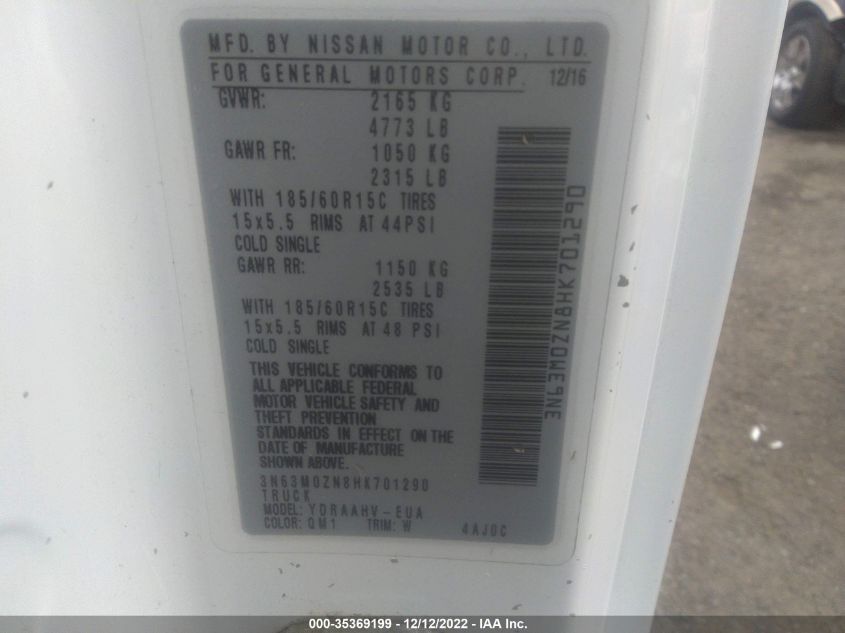 MFD. BY NISSAN MOTOR CO., LTD.
FOR GENERAL MOTORS CORP. 12/16
GVWR: 2165 KG
4773 LB
GAWR FR: 1050 KG
2315 LB
WITH 185/60R15C TIRES
15x5.5 RIMS AT 44PSI
COLD SINGLE
GAWR RR: 1150 KG
2535 LB
WITH 185/60R15C TIRES
15x5.5 RIMS AT 48 PSI
COLD SINGLE
THIS VEHICLE CONFORMS TO
ALL APPLICABLE FEDERAL
MOTOR VEHICLE SAFETY AND
THEFT PREVENTION
STANDARDS IN EFFECT ON THE
DATE OF MANUFACTURE
SHOWN ABOVE.
3N63M0ZN8HK701290
TRUCK
MODEL: YDRAAHV-EUA
COLOR: QM1 TRIM: W 4AJ0C
3N63M0ZN8HK701290
000-35369199 - 12/12/2022 - IAA Inc.